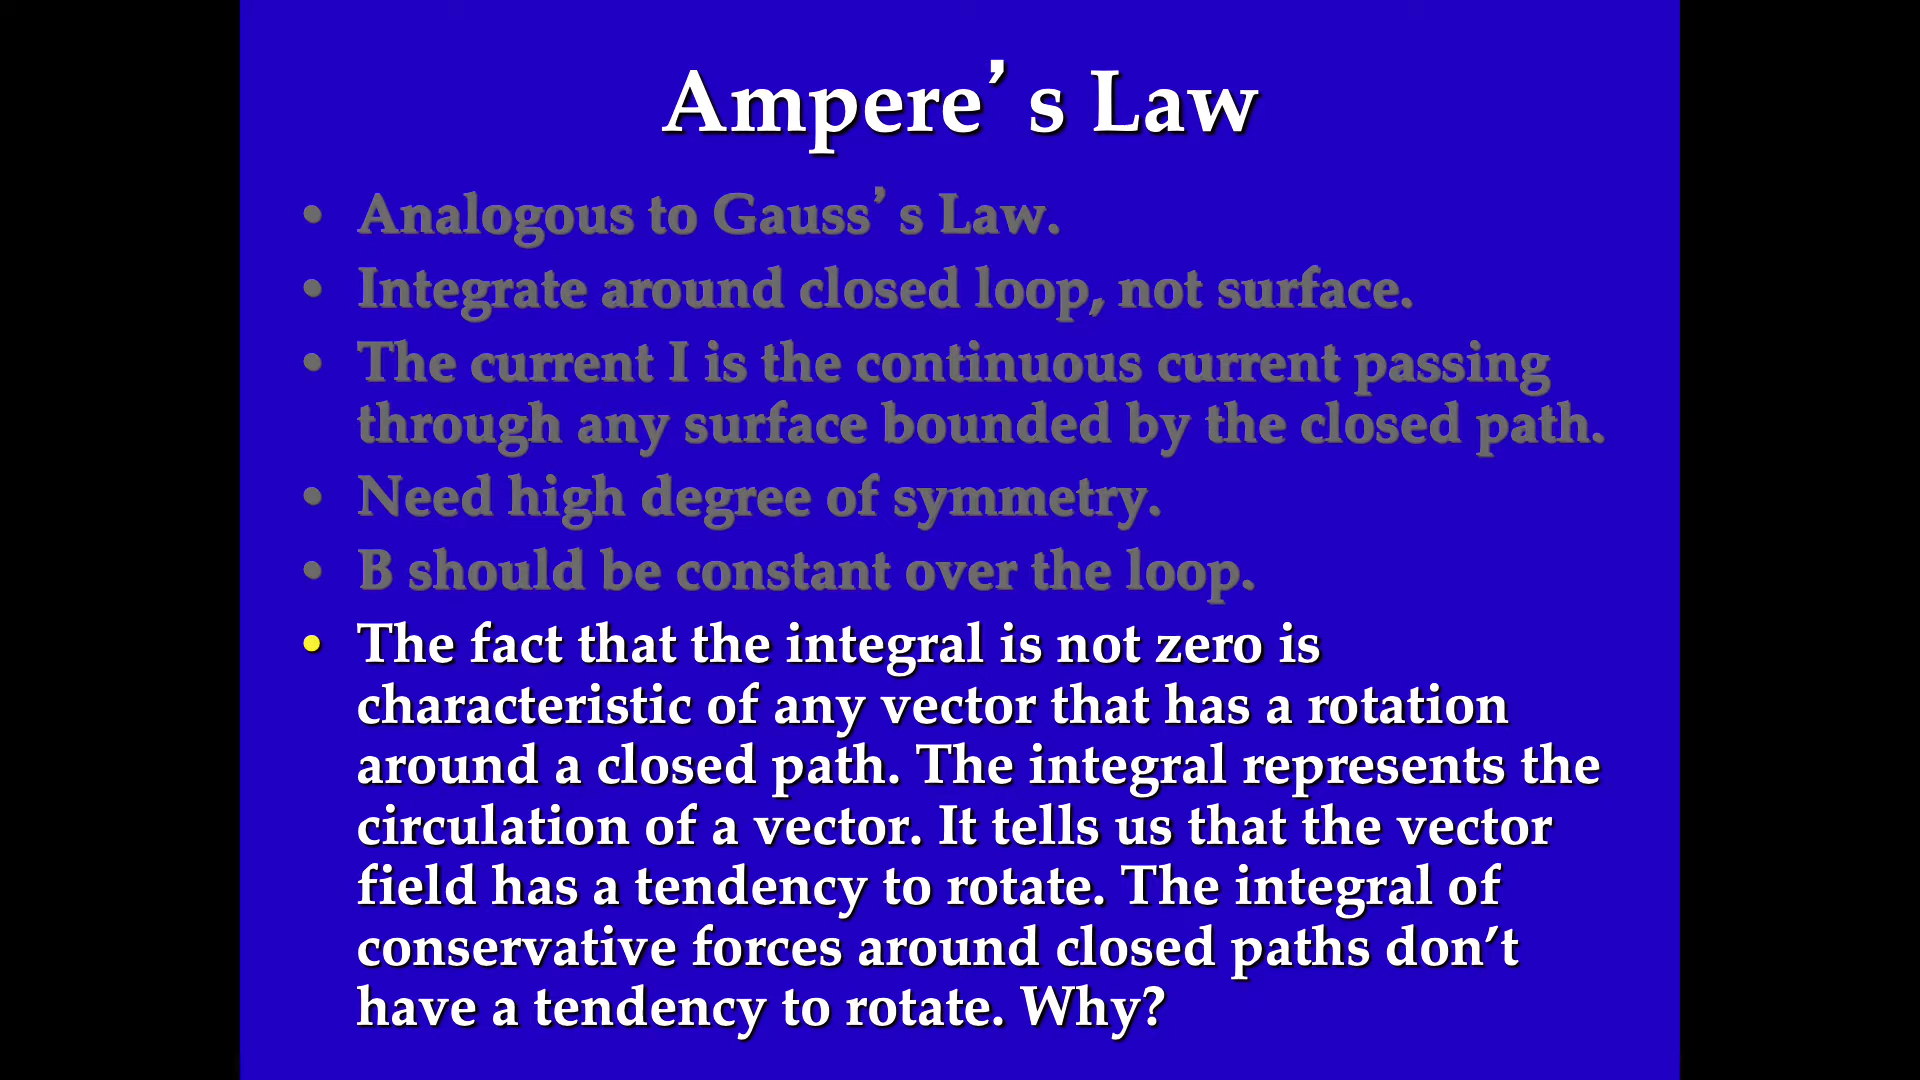 Ampere’s Law
• Analogous to Gauss’s Law.
• Integrate around closed loop, not surface.
• The current I is the continuous current passing
through any surface bounded by the closed path.
• Need high degree of symmetry.
• B should be constant over the loop.
• The fact that the integral is not zero is
characteristic of any vector that has a rotation
around a closed path. The integral represents the
circulation of a vector. It tells us that the vector
field has a tendency to rotate. The integral of
conservative forces around closed paths don’t
have a tendency to rotate. Why?